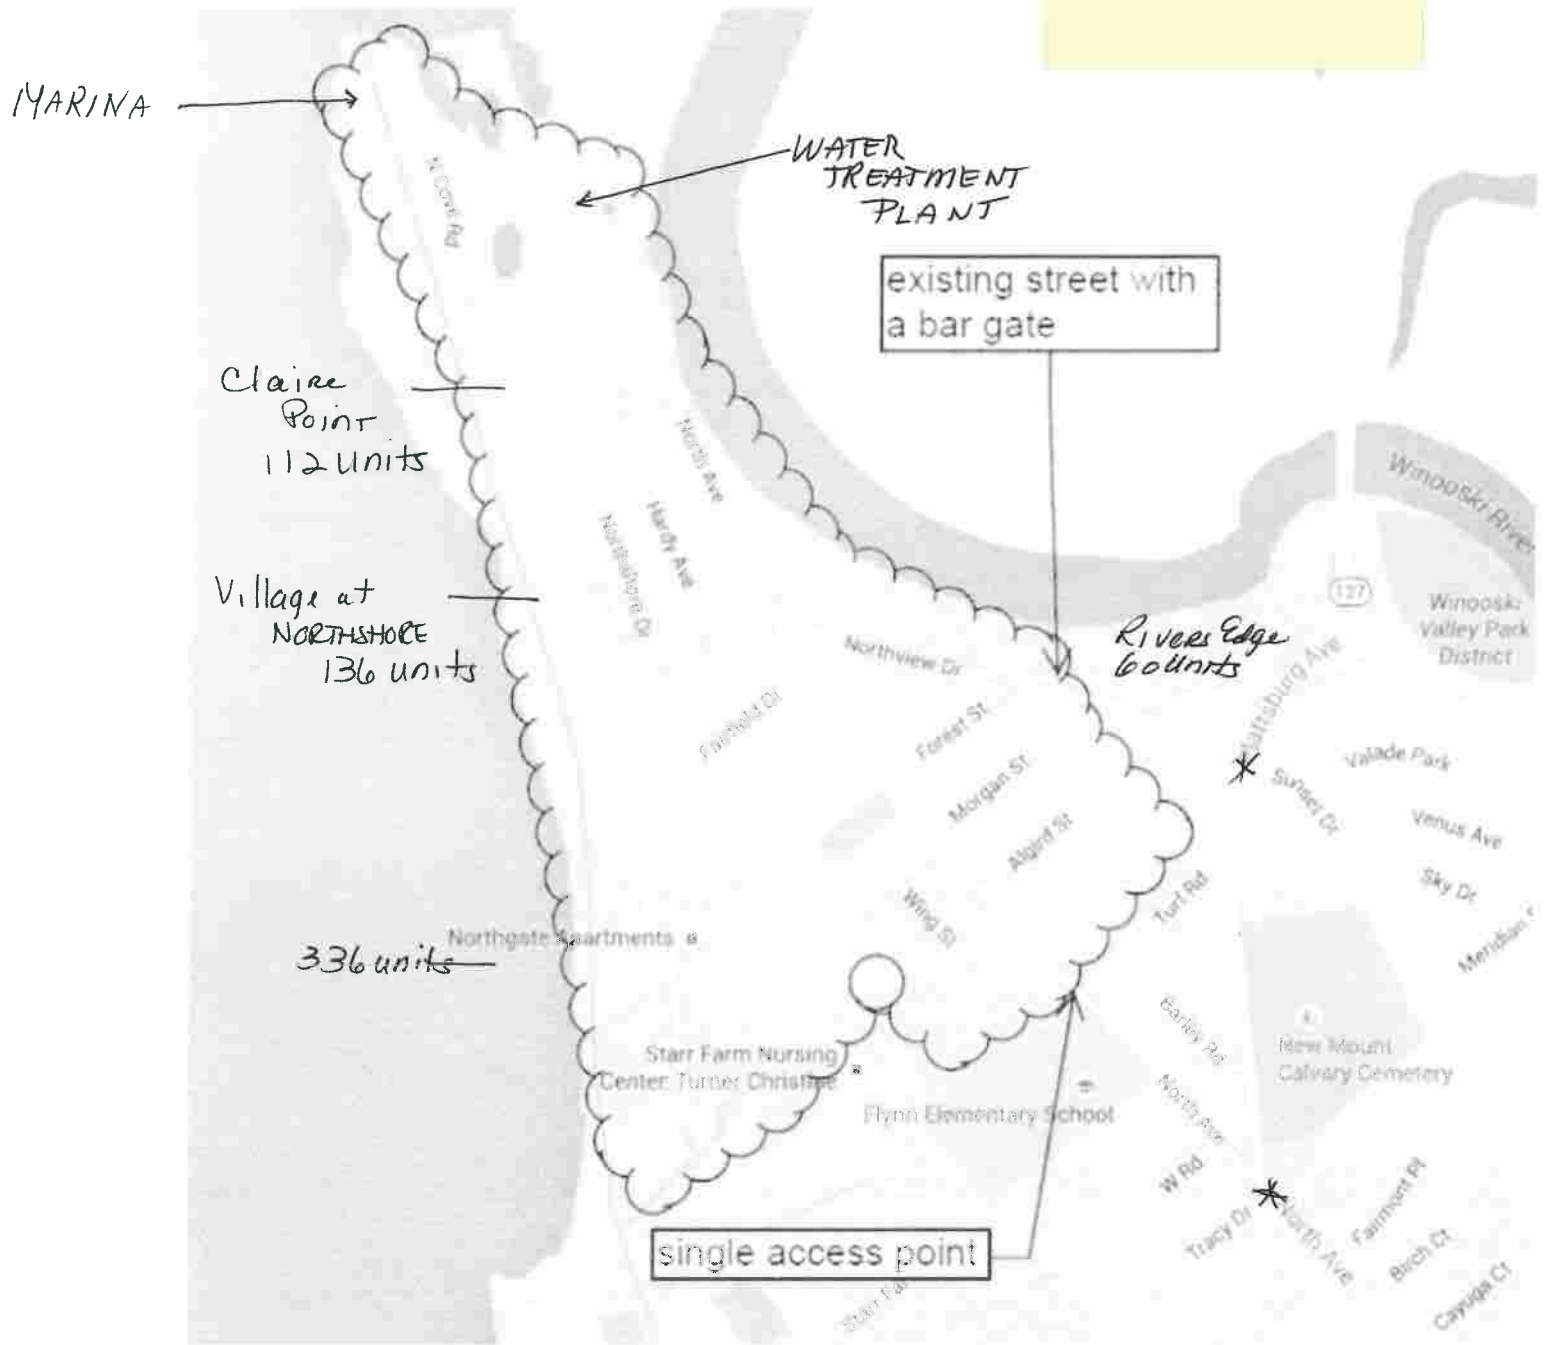 MARINA
WATER
TREATMENT
PLANT
N Cove Rd
existing street with
a bar gate
Claire
Point
112 units
North Ave
Hardy Ave
Northshore Dr
Winooski River
127
Winooski
Valley Park
District
Village at
NORTHSHORE
136 units
Rivers Edge
60 units
Northview Dr
Plattsburg Ave
Fairfield Dr
Forest St
Morgan St
Algird St
Sunset Dr
Valade Park
Venus Ave
Sky Dr
Meridian
Turf Rd
Wing St
Northgate Apartments
336 units
Starr Farm Nursing
Center: Turner Christine
Flynn Elementary School
Barley Rd
North Ave
New Mount
Calvary Cemetery
W Rd
Tracy Dr
North Ave
Fairmont Pl
Birch Ct
Cayuga Ct
single access point
Starr Far